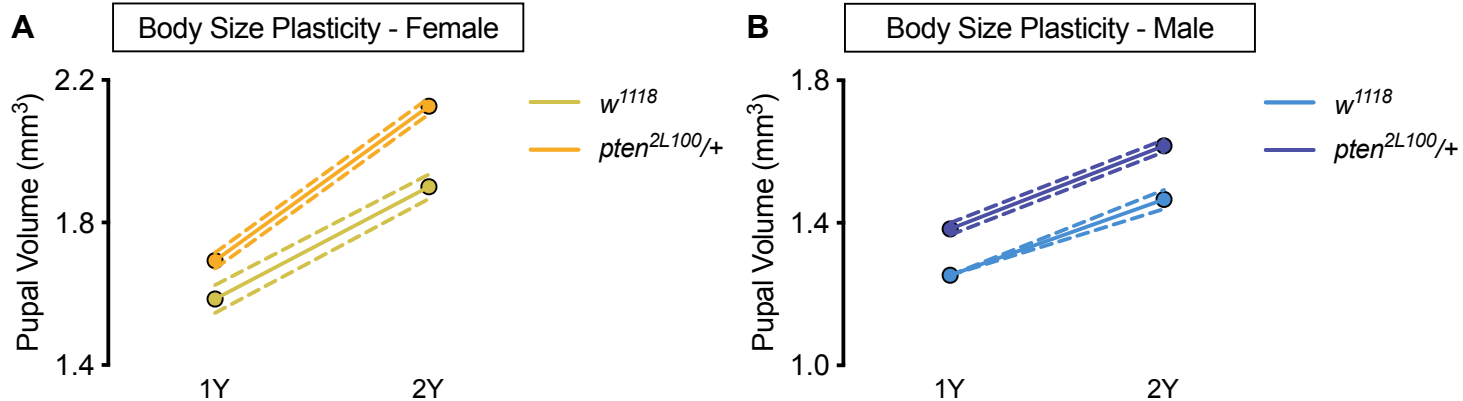 A
Body Size Plasticity - Female
Pupal Volume (mm³)
2.2
1.8
1.4
1Y
2Y
w¹¹¹⁸
pten²ᴸ¹⁰⁰/+
B
Body Size Plasticity - Male
Pupal Volume (mm³)
1.8
1.4
1.0
1Y
2Y
w¹¹¹⁸
pten²ᴸ¹⁰⁰/+